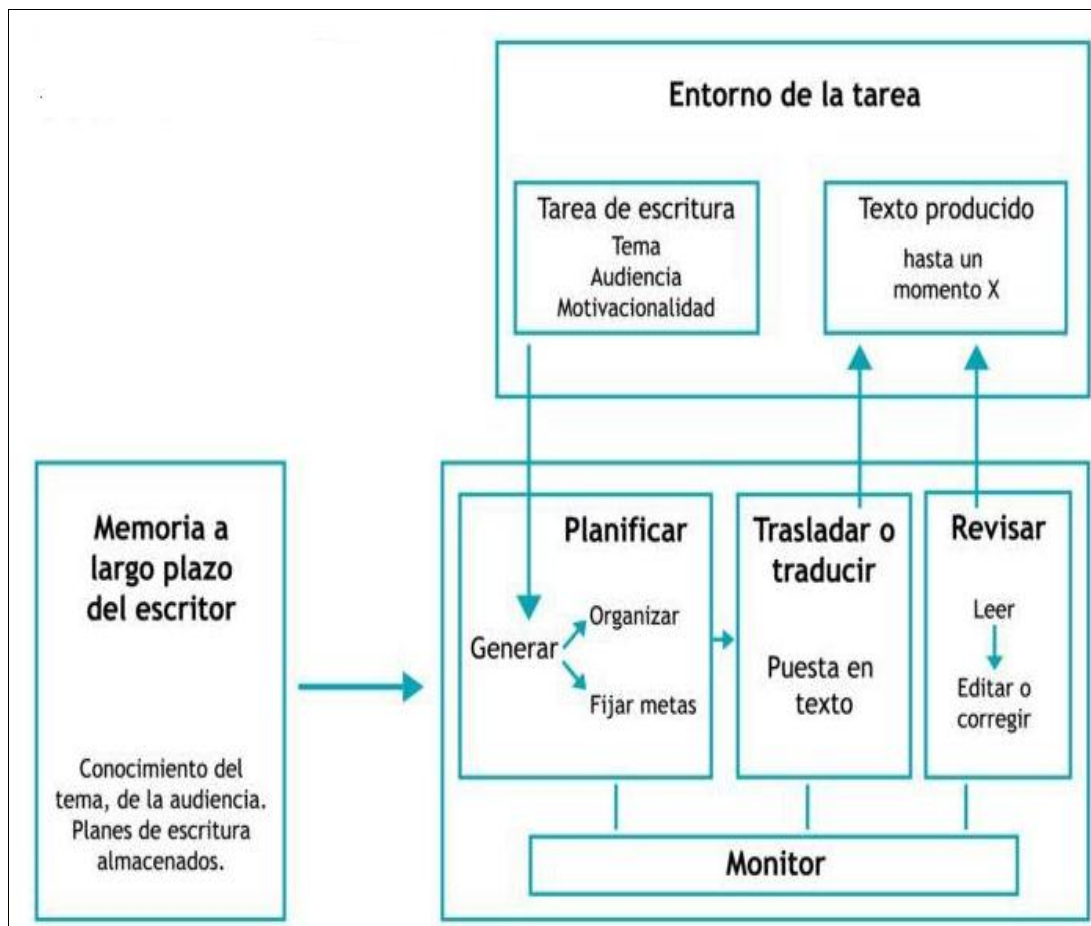 Entorno de la tarea
Tarea de escritura
Tema
Audiencia
Motivacionalidad
Texto producido
hasta un
momento X
Memoria a
largo plazo
del escritor
Conocimiento del
tema, de la audiencia.
Planes de escritura
almacenados.
Planificar
Generar
Organizar
Fijar metas
Trasladar o
traducir
Puesta en
texto
Revisar
Leer
Editar o
corregir
Monitor